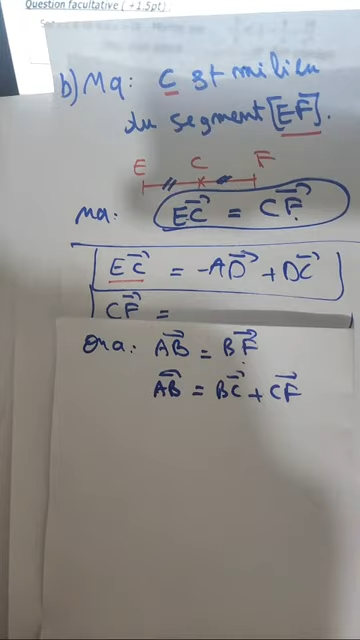 Question facultative (+1.5pt) :
b) Mq : C est milieu
du segment [EF].
E C F
mq : EC = CF
EC = -AD + DC
CF =
On a : AB = BF
AB = BC + CF